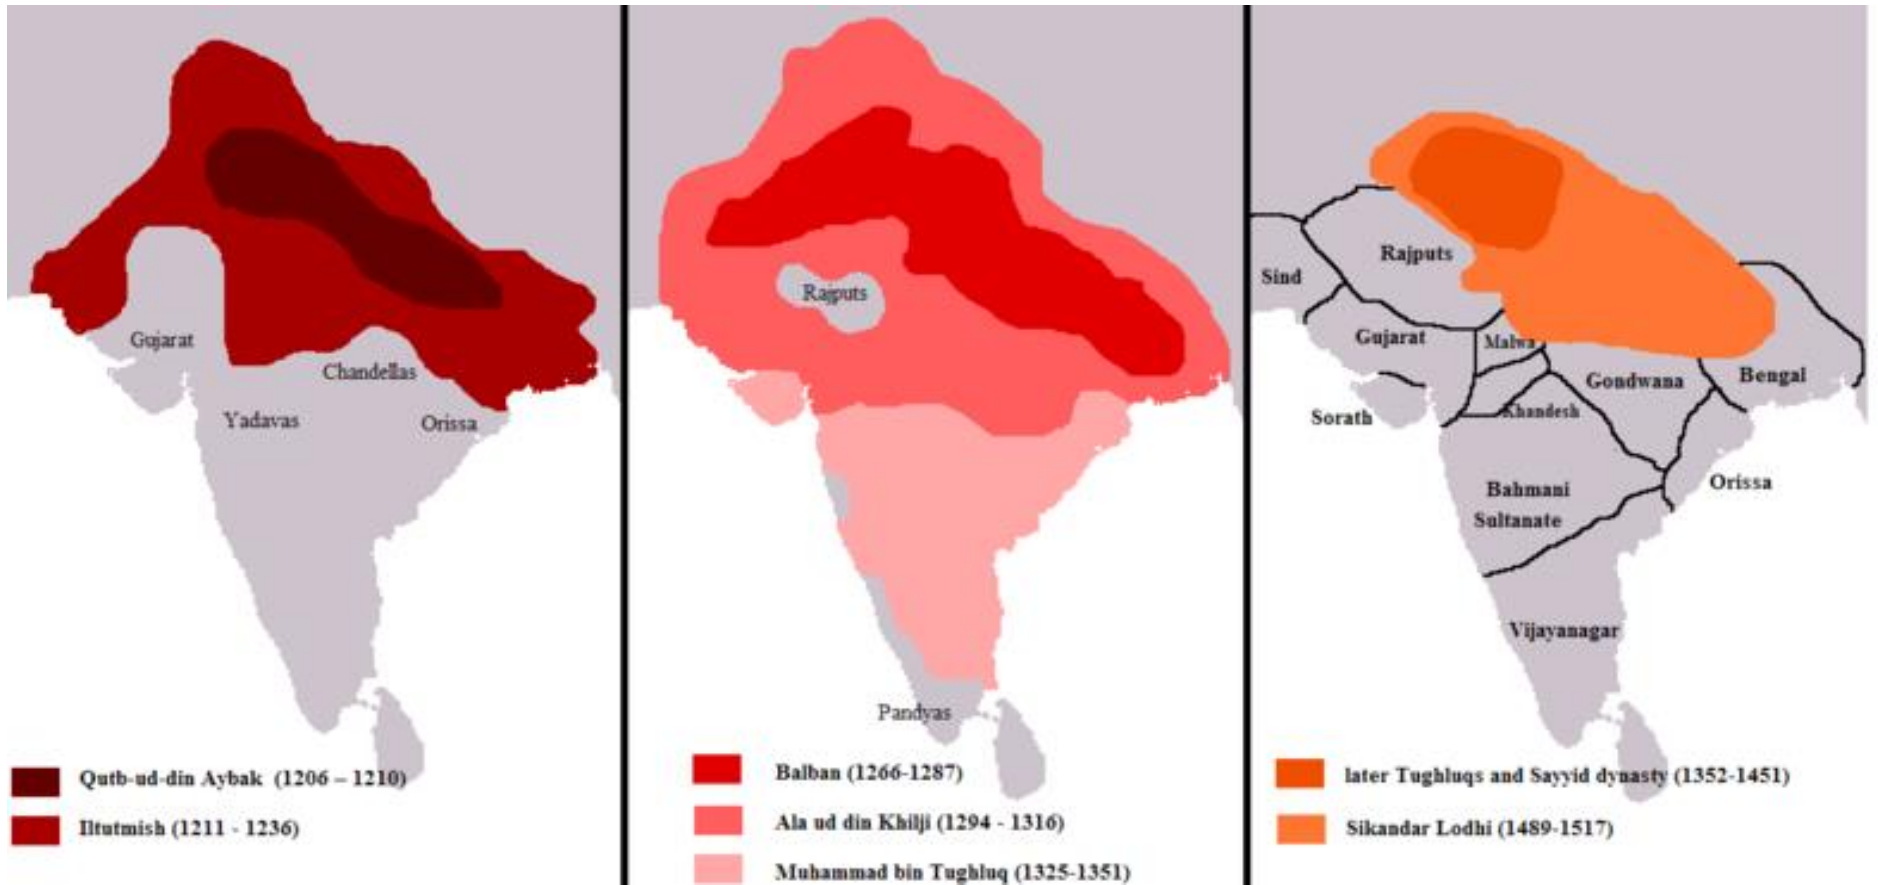 Gujarat
Chandellas
Yadavas
Orissa
Qutb-ud-din Aybak (1206 – 1210)
Iltutmish (1211 - 1236)
Rajputs
Pandyas
Balban (1266-1287)
Ala ud din Khilji (1294 - 1316)
Muhammad bin Tughluq (1325-1351)
Rajputs
Sind
Gujarat
Malwa
Gondwana
Bengal
Sorath
Khandesh
Orissa
Bahmani
Sultanate
Vijayanagar
later Tughluqs and Sayyid dynasty (1352-1451)
Sikandar Lodhi (1489-1517)